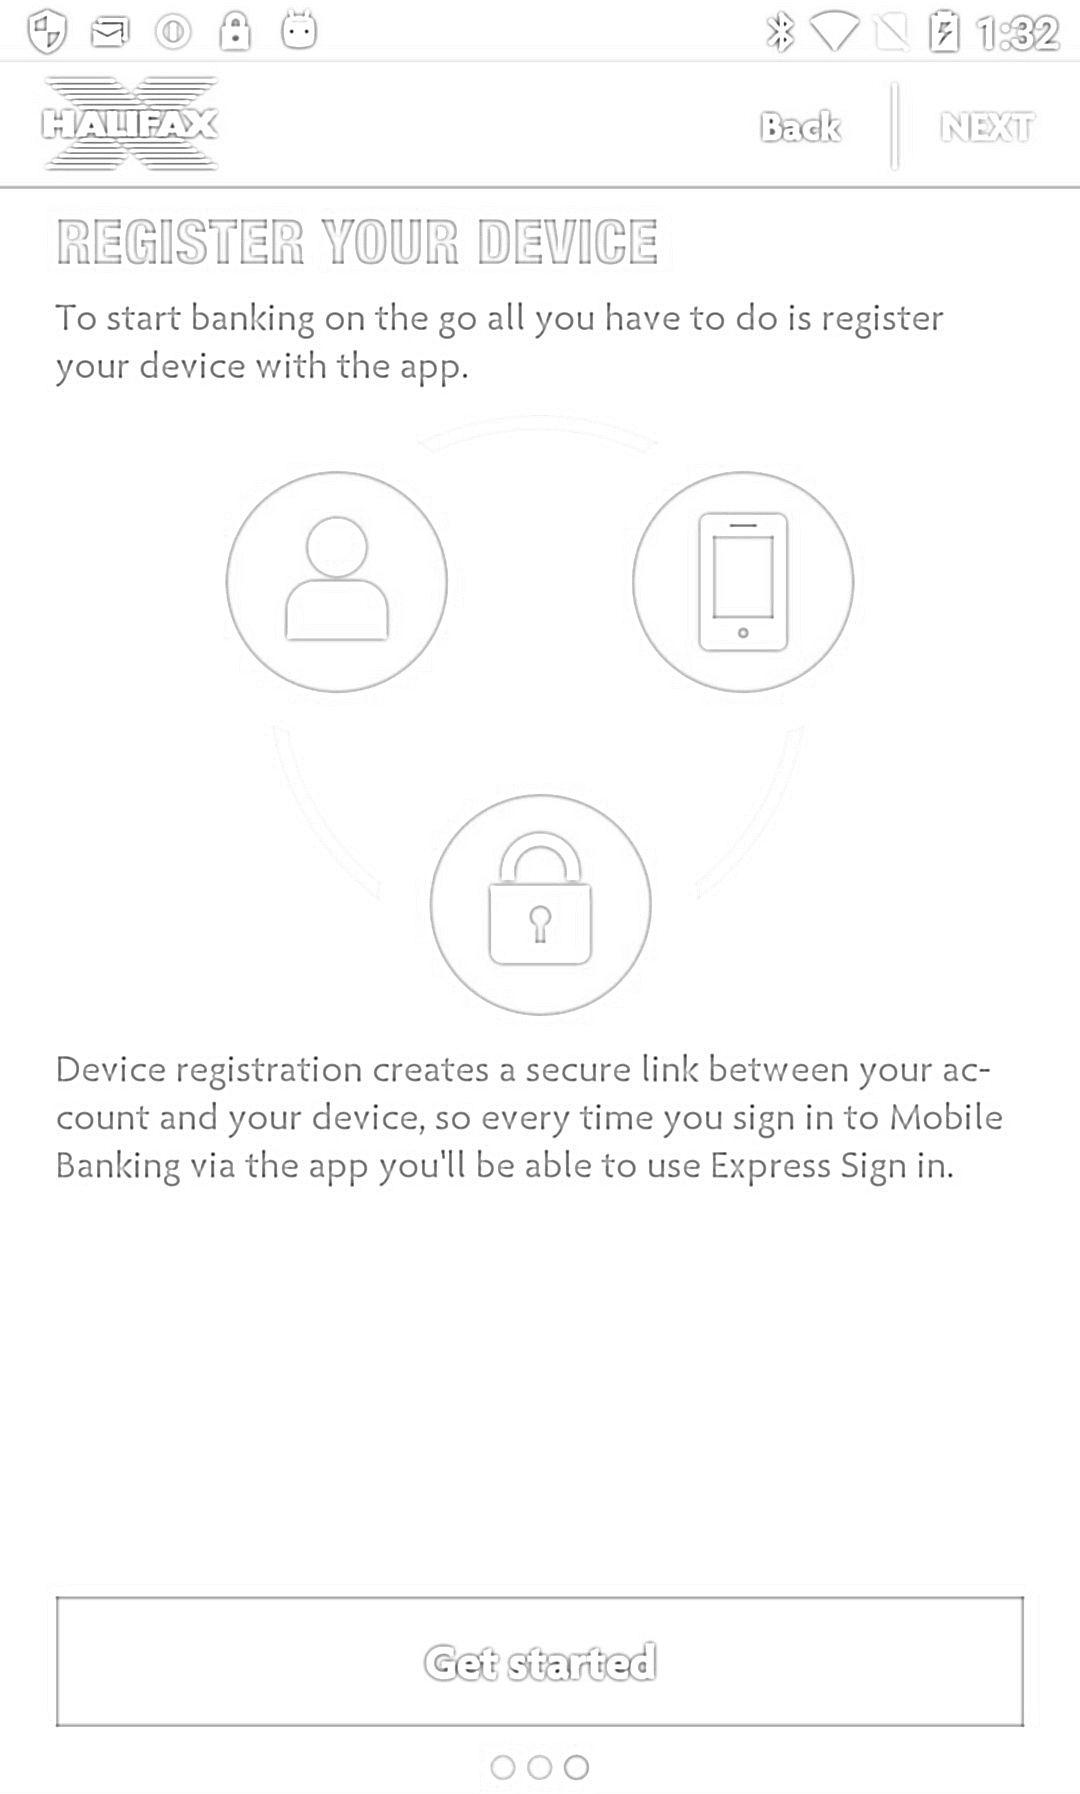 1:32
HALIFAX
Back
NEXT
REGISTER YOUR DEVICE
To start banking on the go all you have to do is register
your device with the app.
Device registration creates a secure link between your ac-
count and your device, so every time you sign in to Mobile
Banking via the app you'll be able to use Express Sign in.
Get started